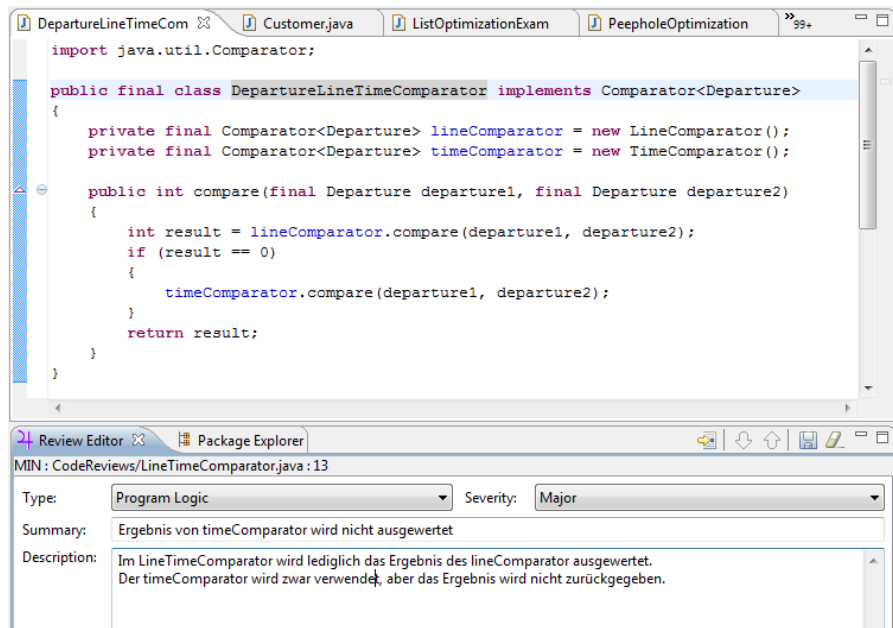 DepartureLineTimeCom Customer.java ListOptimizationExam PeepholeOptimization »99+
import java.util.Comparator;
public final class DepartureLineTimeComparator implements Comparator<Departure>
{
private final Comparator<Departure> lineComparator = new LineComparator();
private final Comparator<Departure> timeComparator = new TimeComparator();
public int compare(final Departure departure1, final Departure departure2)
{
int result = lineComparator.compare(departure1, departure2);
if (result == 0)
{
timeComparator.compare(departure1, departure2);
}
return result;
}
}
Review Editor Package Explorer
MIN : CodeReviews/LineTimeComparator.java : 13
Type: Program Logic Severity: Major
Summary: Ergebnis von timeComparator wird nicht ausgewertet
Description: Im LineTimeComparator wird lediglich das Ergebnis des lineComparator ausgewertet.
Der timeComparator wird zwar verwendet, aber das Ergebnis wird nicht zurückgegeben.